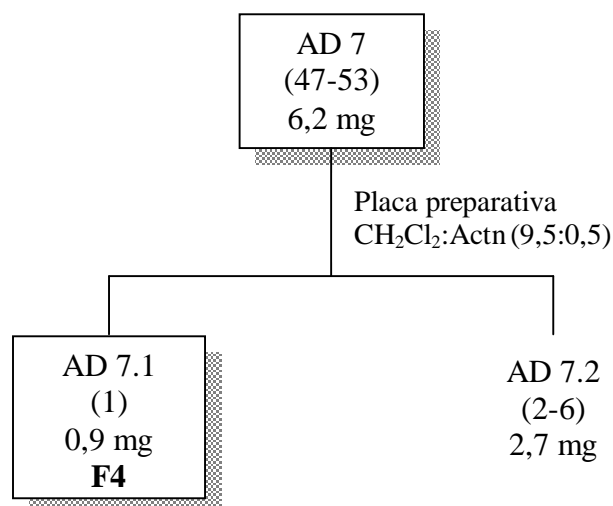 AD 7
(47-53)
6,2 mg
Placa preparativa
CH₂Cl₂:Actn (9,5:0,5)
AD 7.1
(1)
0,9 mg
F4
AD 7.2
(2-6)
2,7 mg